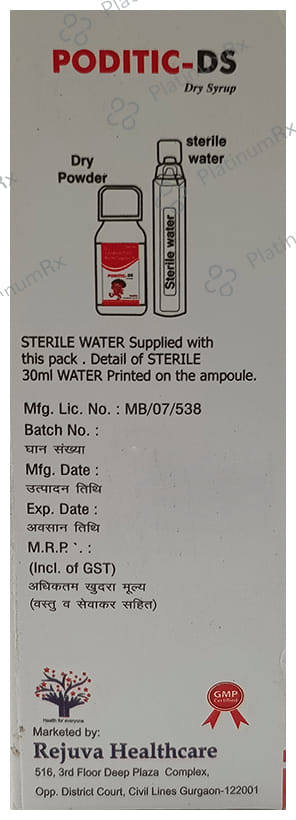 PODITIC-DS
Dry Syrup
sterile
water
Dry
Powder
PODITIC-DS
Sterile water
STERILE WATER Supplied with
this pack . Detail of STERILE
30ml WATER Printed on the ampoule.
Mfg. Lic. No. : MB/07/538
Batch No. :
घान संख्या
Mfg. Date :
उत्पादन तिथि
Exp. Date :
अवसान तिथि
M.R.P. `. :
(Incl. of GST)
अधिकतम खुदरा मूल्य
(वस्तु व सेवाकर सहित)
Health for everyone
GMP
Certified
Marketed by:
Rejuva Healthcare
516, 3rd Floor Deep Plaza Complex,
Opp. District Court, Civil Lines Gurgaon-122001
PlatinumRx